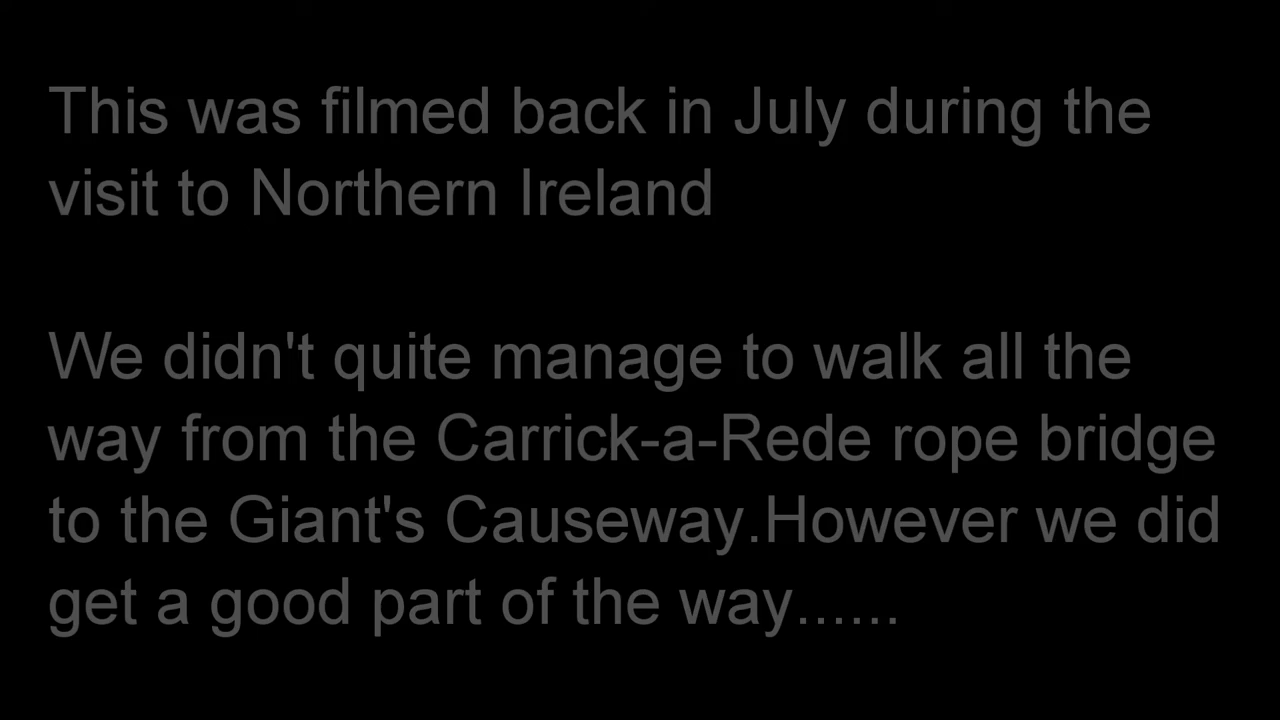 This was filmed back in July during the
visit to Northern Ireland
We didn't quite manage to walk all the
way from the Carrick-a-Rede rope bridge
to the Giant's Causeway.However we did
get a good part of the way......